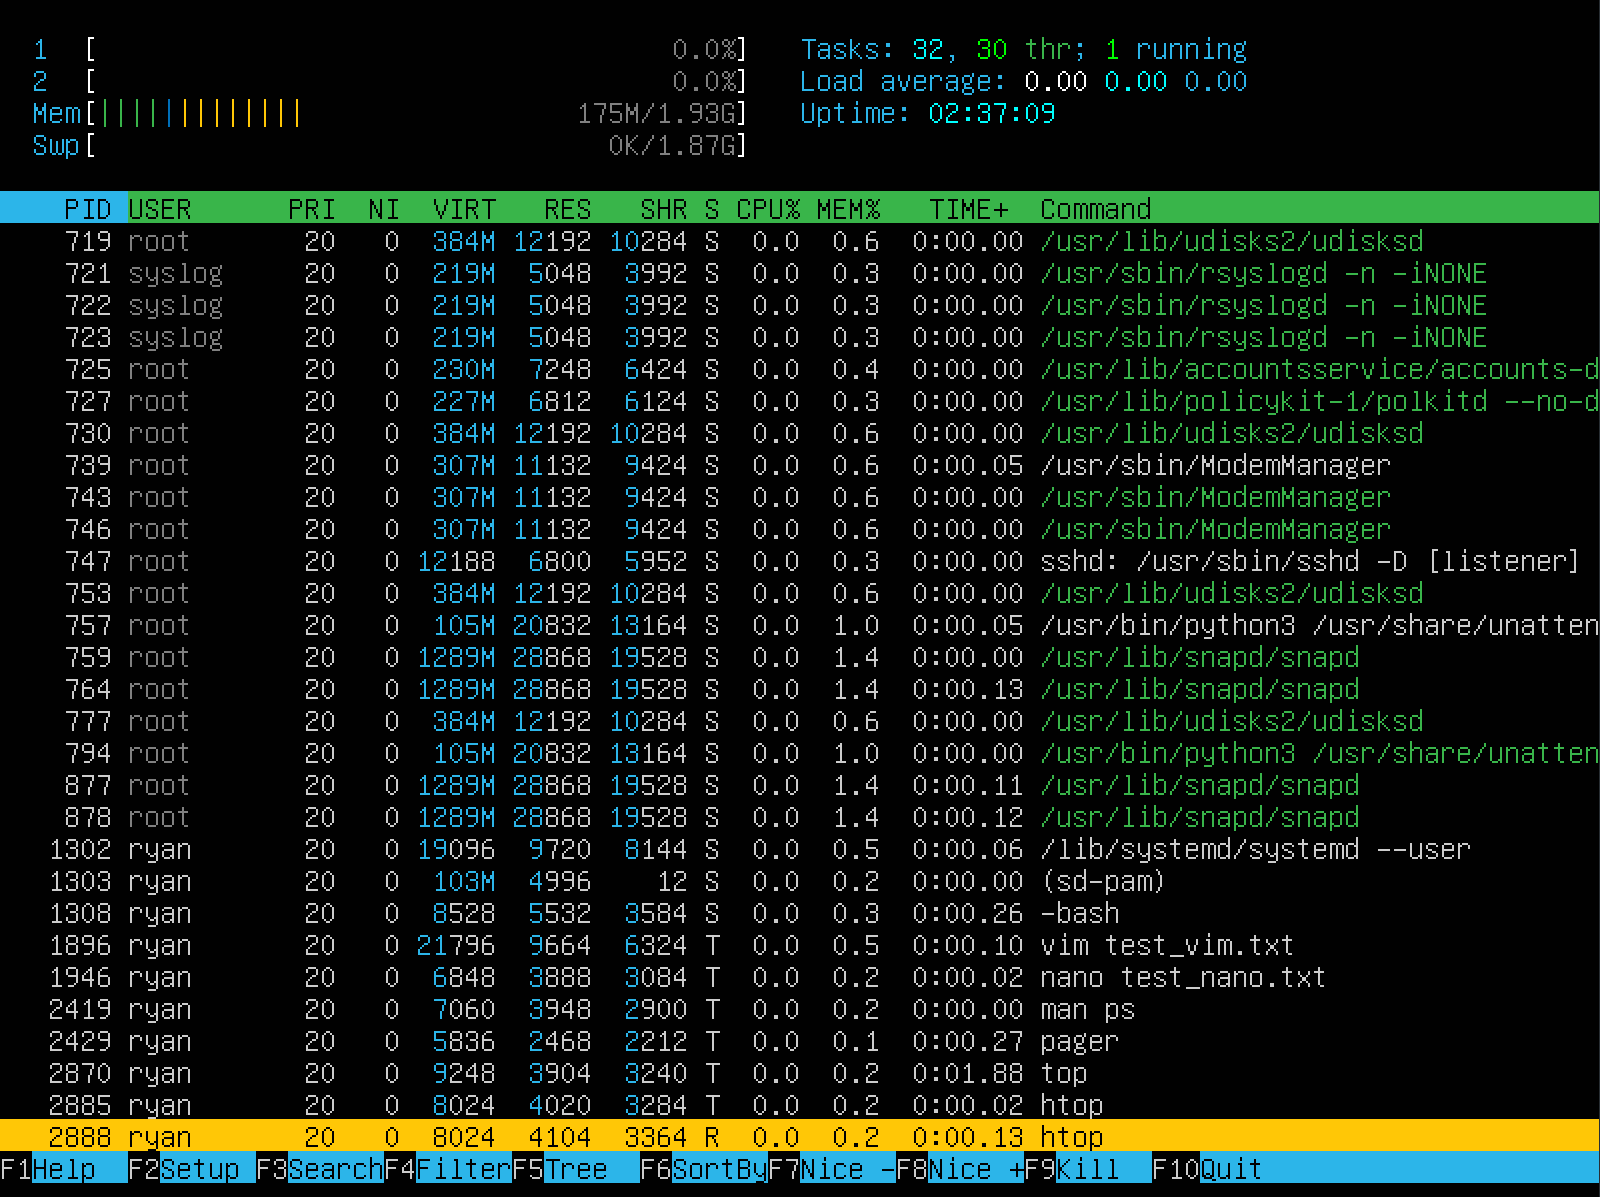 1 [ 0.0%] Tasks: 32, 30 thr; 1 running
2 [ 0.0%] Load average: 0.00 0.00 0.00
Mem[||||||||||||| 175M/1.93G] Uptime: 02:37:09
Swp[ 0K/1.87G]
PID USER PRI NI VIRT RES SHR S CPU% MEM% TIME+ Command
719 root 20 0 384M 12192 10284 S 0.0 0.6 0:00.00 /usr/lib/udisks2/udisksd
721 syslog 20 0 219M 5048 3992 S 0.0 0.3 0:00.00 /usr/sbin/rsyslogd -n -iNONE
722 syslog 20 0 219M 5048 3992 S 0.0 0.3 0:00.00 /usr/sbin/rsyslogd -n -iNONE
723 syslog 20 0 219M 5048 3992 S 0.0 0.3 0:00.00 /usr/sbin/rsyslogd -n -iNONE
725 root 20 0 230M 7248 6424 S 0.0 0.4 0:00.00 /usr/lib/accountsservice/accounts-d
727 root 20 0 227M 6812 6124 S 0.0 0.3 0:00.00 /usr/lib/policykit-1/polkitd --no-d
730 root 20 0 384M 12192 10284 S 0.0 0.6 0:00.00 /usr/lib/udisks2/udisksd
739 root 20 0 307M 11132 9424 S 0.0 0.6 0:00.05 /usr/sbin/ModemManager
743 root 20 0 307M 11132 9424 S 0.0 0.6 0:00.00 /usr/sbin/ModemManager
746 root 20 0 307M 11132 9424 S 0.0 0.6 0:00.00 /usr/sbin/ModemManager
747 root 20 0 12188 6800 5952 S 0.0 0.3 0:00.00 sshd: /usr/sbin/sshd -D [listener]
753 root 20 0 384M 12192 10284 S 0.0 0.6 0:00.00 /usr/lib/udisks2/udisksd
757 root 20 0 105M 20832 13164 S 0.0 1.0 0:00.05 /usr/bin/python3 /usr/share/unatten
759 root 20 0 1289M 28868 19528 S 0.0 1.4 0:00.00 /usr/lib/snapd/snapd
764 root 20 0 1289M 28868 19528 S 0.0 1.4 0:00.13 /usr/lib/snapd/snapd
777 root 20 0 384M 12192 10284 S 0.0 0.6 0:00.00 /usr/lib/udisks2/udisksd
794 root 20 0 105M 20832 13164 S 0.0 1.0 0:00.00 /usr/bin/python3 /usr/share/unatten
877 root 20 0 1289M 28868 19528 S 0.0 1.4 0:00.11 /usr/lib/snapd/snapd
878 root 20 0 1289M 28868 19528 S 0.0 1.4 0:00.12 /usr/lib/snapd/snapd
1302 ryan 20 0 19096 9720 8144 S 0.0 0.5 0:00.06 /lib/systemd/systemd --user
1303 ryan 20 0 103M 4996 12 S 0.0 0.2 0:00.00 (sd-pam)
1308 ryan 20 0 8528 5532 3584 S 0.0 0.3 0:00.26 -bash
1896 ryan 20 0 21796 9664 6324 T 0.0 0.5 0:00.10 vim test_vim.txt
1946 ryan 20 0 6848 3888 3084 T 0.0 0.2 0:00.02 nano test_nano.txt
2419 ryan 20 0 7060 3948 2900 T 0.0 0.2 0:00.00 man ps
2429 ryan 20 0 5836 2468 2212 T 0.0 0.1 0:00.27 pager
2870 ryan 20 0 9248 3904 3240 T 0.0 0.2 0:01.88 top
2885 ryan 20 0 8024 4020 3284 T 0.0 0.2 0:00.02 htop
2888 ryan 20 0 8024 4104 3364 R 0.0 0.2 0:00.13 htop
F1Help F2Setup F3SearchF4FilterF5Tree F6SortByF7Nice -F8Nice +F9Kill F10Quit